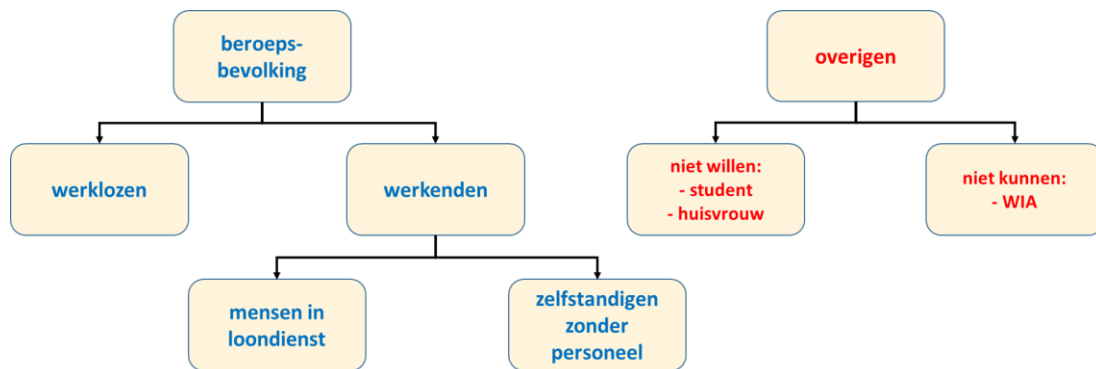 beroeps-
bevolking
overigen
werklozen
werkenden
niet willen:
- student
- huisvrouw
niet kunnen:
- WIA
mensen in
loondienst
zelfstandigen
zonder
personeel